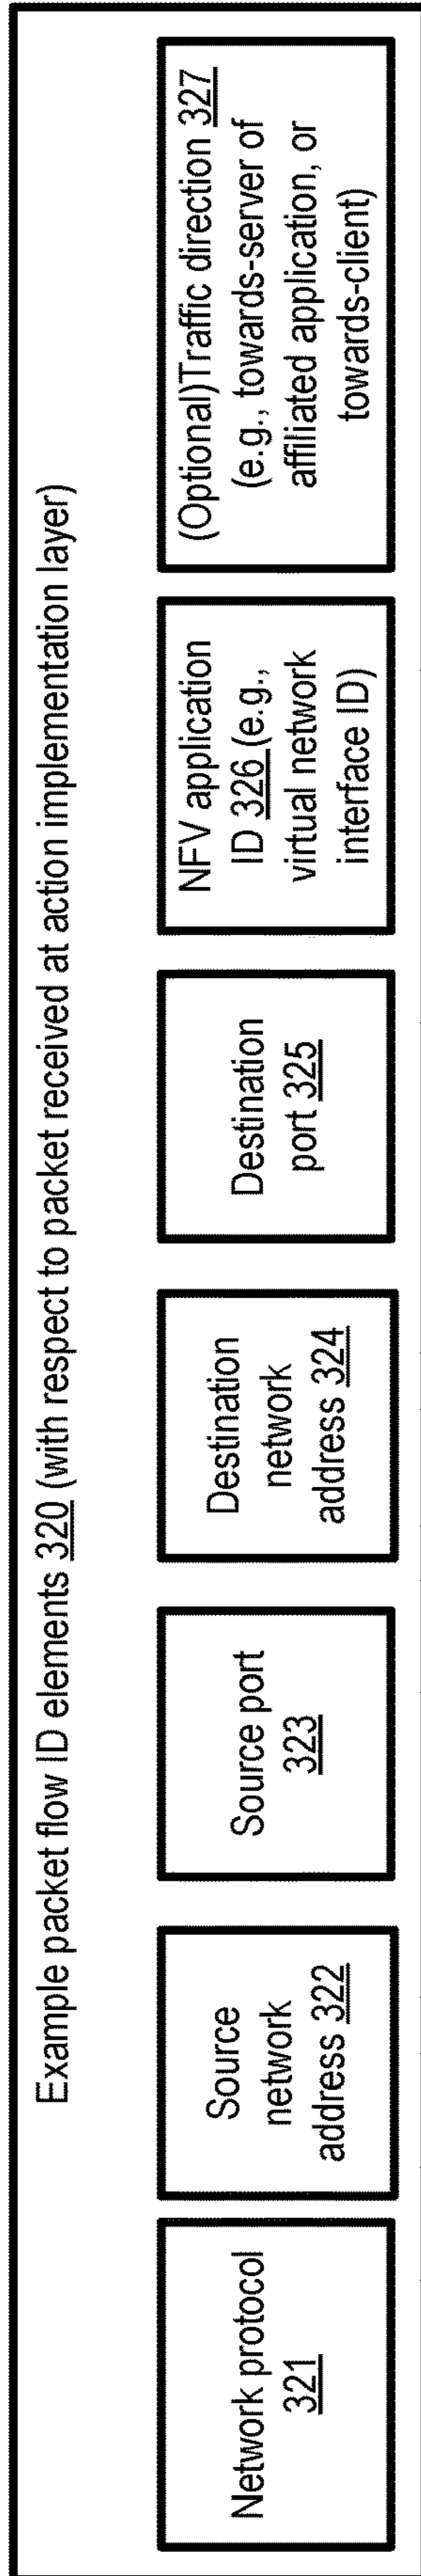 Example packet flow ID elements 320 (with respect to packet received at action implementation layer)
Network protocol
321
Source
network
address 322
Source port
323
Destination
network
address 324
Destination
port 325
NFV application
ID 326 (e.g.,
virtual network
interface ID)
(Optional)Traffic direction 327
(e.g., towards-server of
affiliated application, or
towards-client)